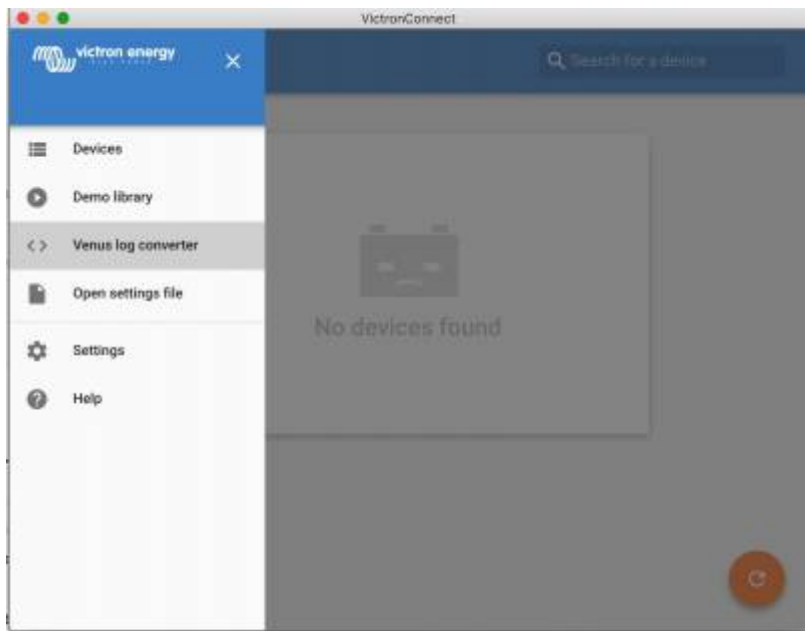 VictronConnect
victron energy
Search for a device
Devices
Demo library
Venus log converter
Open settings file
No devices found
Settings
Help